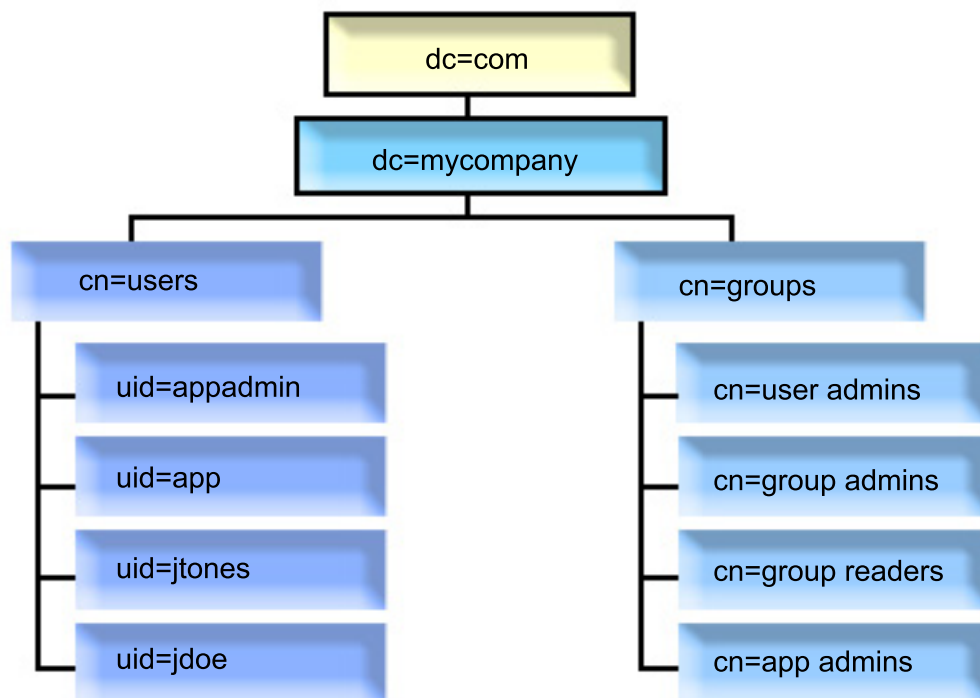 dc=com
dc=mycompany
cn=users
uid=appadmin
uid=app
uid=jtones
uid=jdoe
cn=groups
cn=user admins
cn=group admins
cn=group readers
cn=app admins